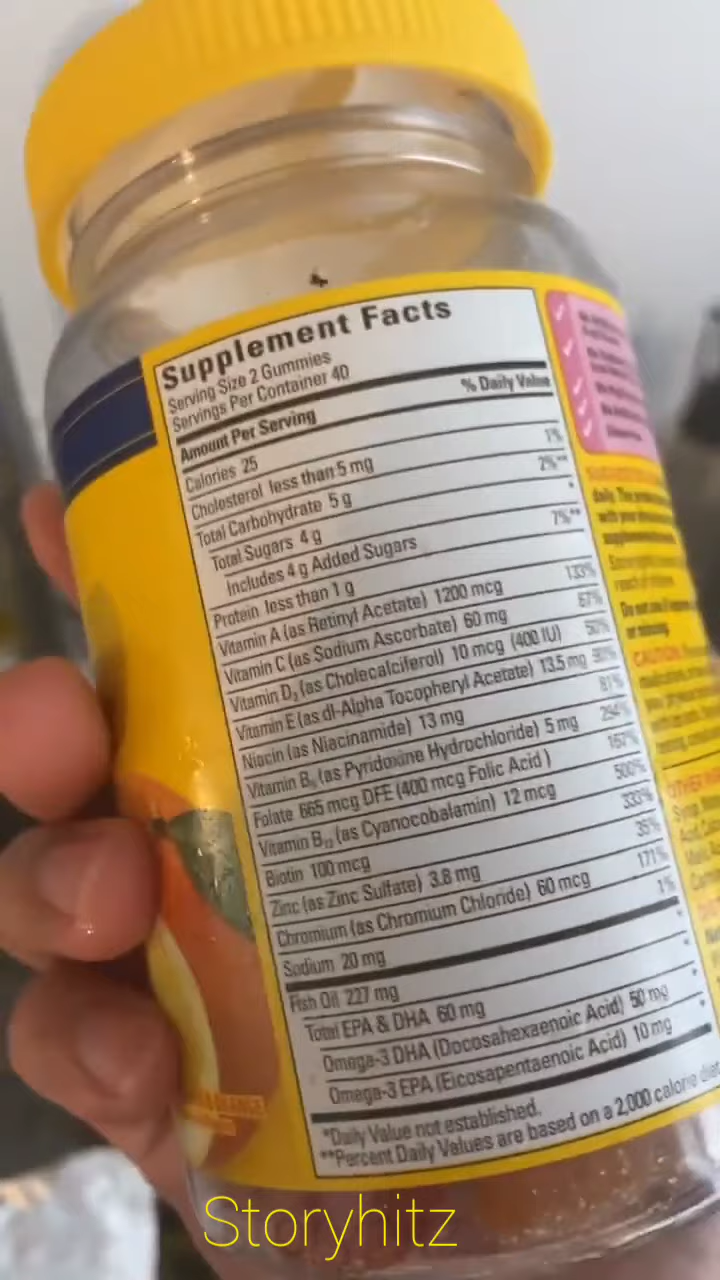 Supplement Facts
Serving Size 2 Gummies
Servings Per Container 40
Amount Per Serving % Daily Value
Calories 25
Cholesterol less than 5 mg 1%
Total Carbohydrate 5 g 2%**
Total Sugars 4 g *
Includes 4 g Added Sugars 7%**
Protein less than 1 g
Vitamin A (as Retinyl Acetate) 1200 mcg 133%
Vitamin C (as Sodium Ascorbate) 60 mg 67%
Vitamin D3 (as Cholecalciferol) 10 mcg (400 IU) 50%
Vitamin E (as dl-Alpha Tocopheryl Acetate) 13.5 mg 90%
Niacin (as Niacinamide) 13 mg 81%
Vitamin B6 (as Pyridoxine Hydrochloride) 5 mg 294%
Folate 665 mcg DFE (400 mcg Folic Acid) 167%
Vitamin B12 (as Cyanocobalamin) 12 mcg 500%
Biotin 100 mcg 333%
Zinc (as Zinc Sulfate) 3.8 mg 35%
Chromium (as Chromium Chloride) 60 mcg 171%
Sodium 20 mg 1%
Fish Oil 227 mg *
Total EPA & DHA 60 mg *
Omega-3 DHA (Docosahexaenoic Acid) 50 mg *
Omega-3 EPA (Eicosapentaenoic Acid) 10 mg *
*Daily Value not established.
**Percent Daily Values are based on a 2,000 calorie diet
daily.
or missing.
CAUTION
Storyhitz